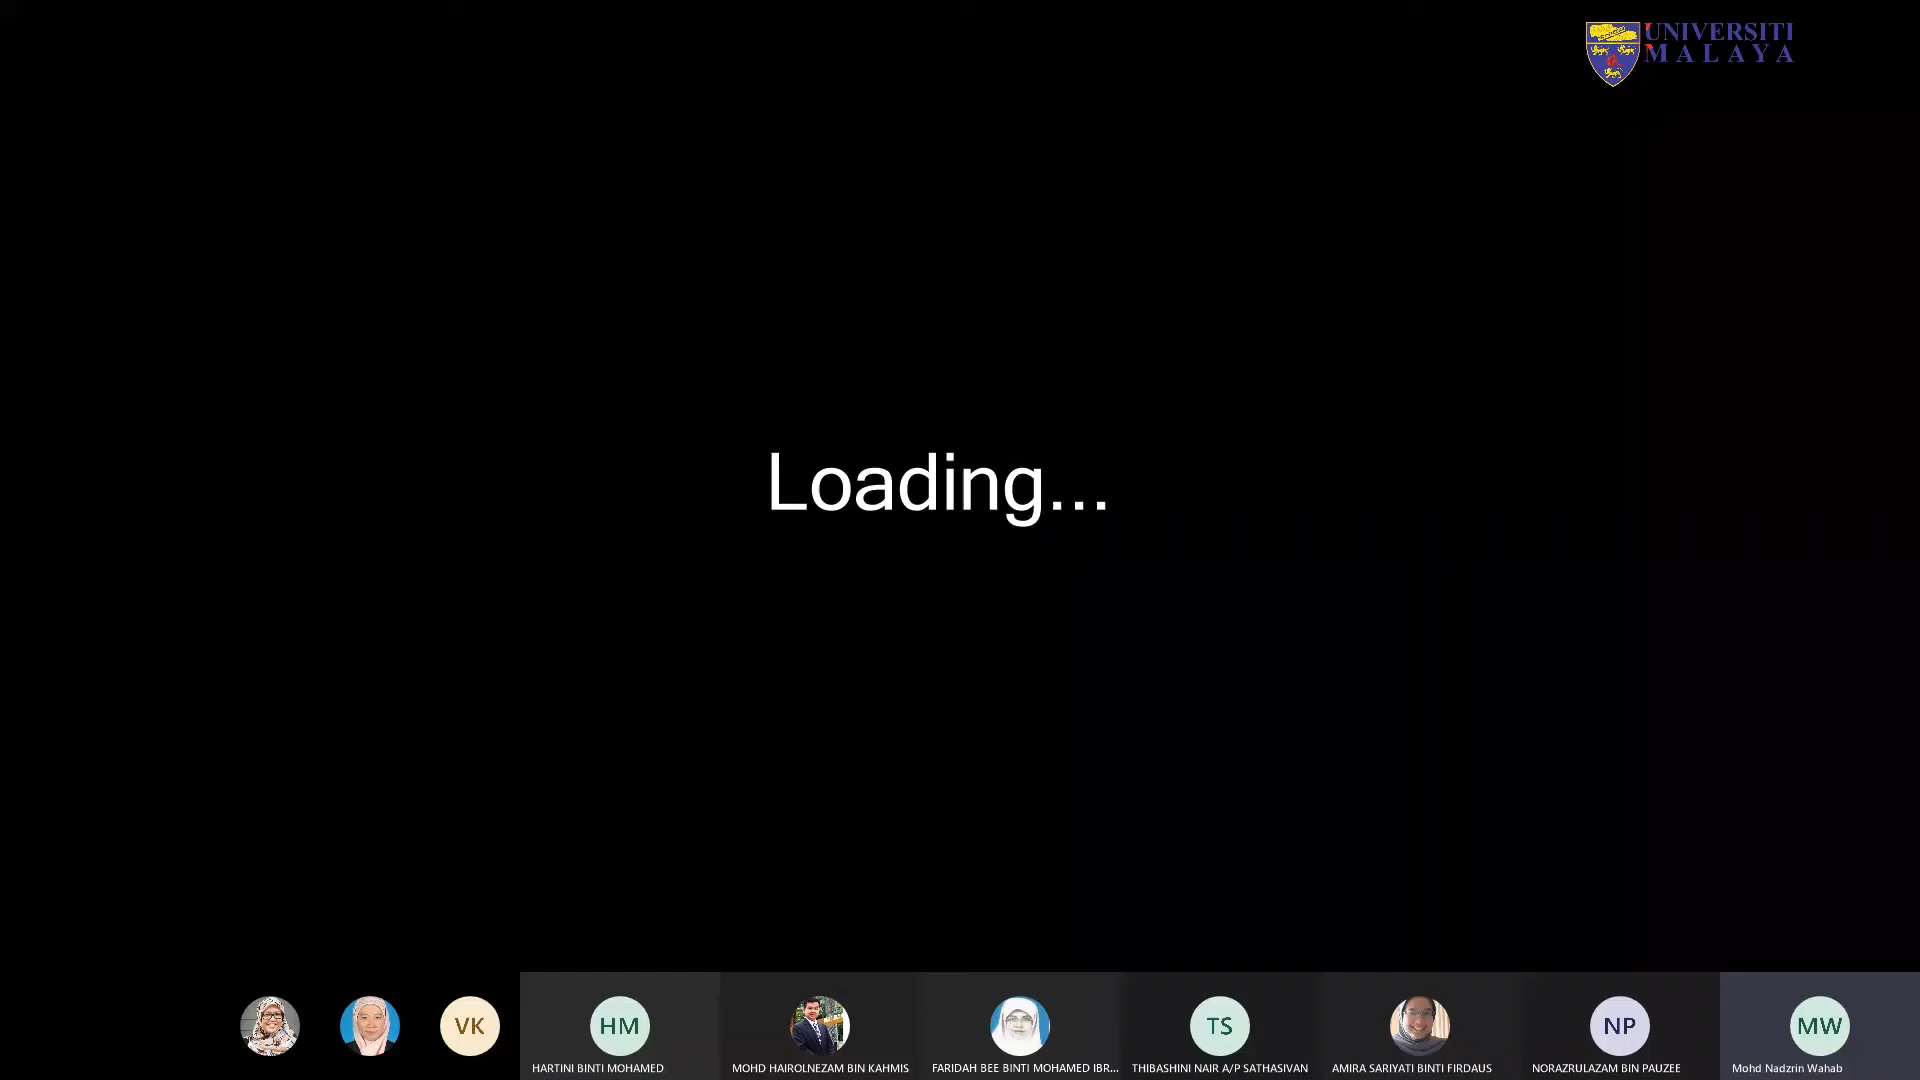 UNIVERSITI
MALAYA
Loading...
VK
HM
TS
NP
MW
HARTINI BINTI MOHAMED
MOHD HAIROLNEZAM BIN KAHMIS
FARIDAH BEE BINTI MOHAMED IBR...
THIBASHINI NAIR A/P SATHASIVAN
AMIRA SARIYATI BINTI FIRDAUS
NORAZRULAZAM BIN PAUZEE
Mohd Nadzrin Wahab